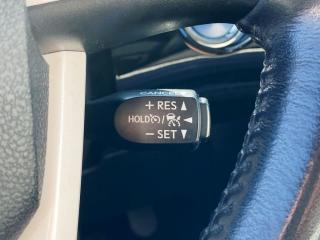 CANCEL
+ RES ▲
HOLD / ◄
− SET ▼